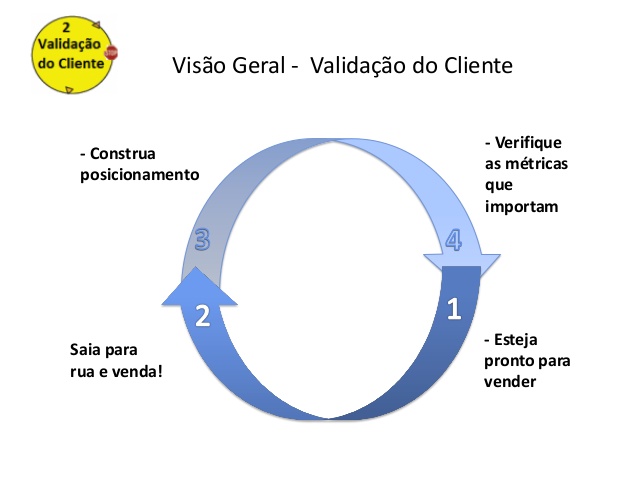 2
Validação
do Cliente
STOP
Visão Geral -  Validação do Cliente
- Construa
posicionamento
- Verifique
as métricas
que
importam
3
4
2
1
Saia para
rua e venda!
- Esteja
pronto para
vender